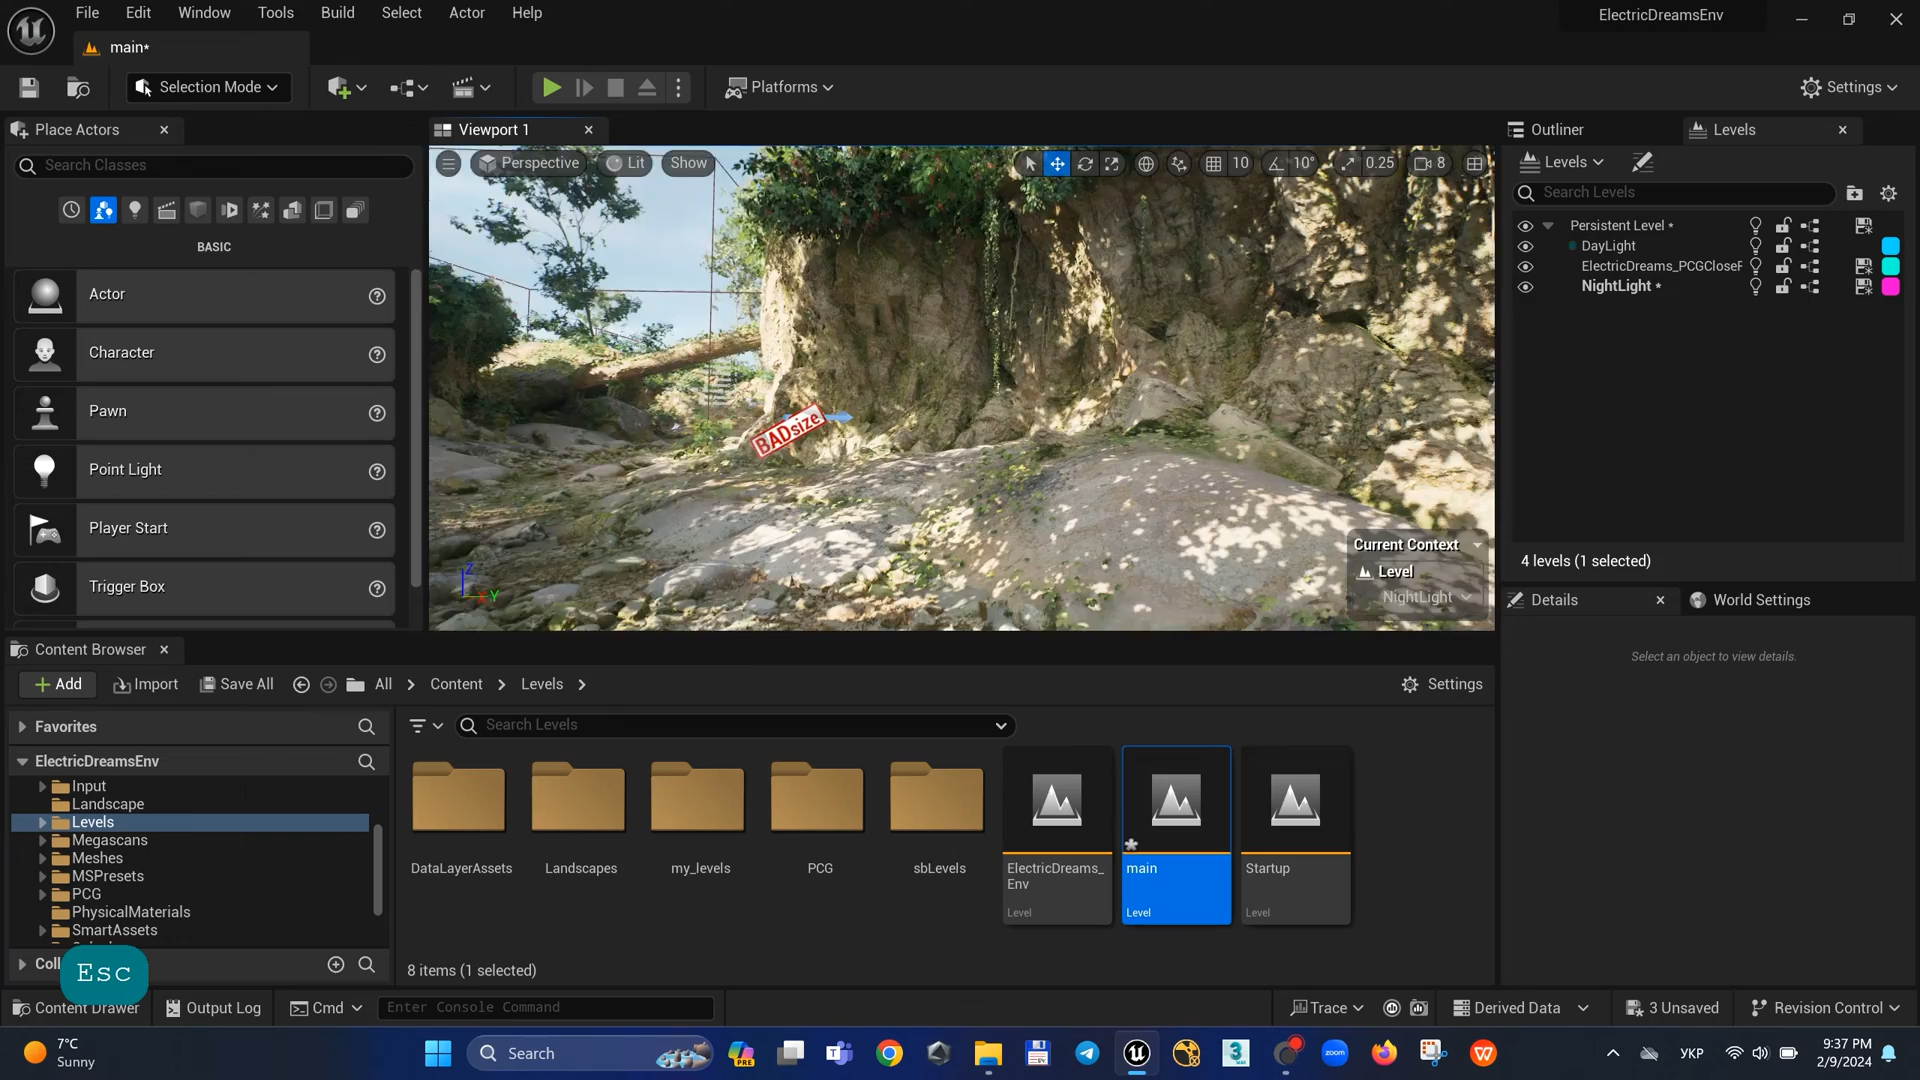 File Edit Window Tools Build Select Actor Help
ElectricDreamsEnv
main*
Selection Mode
Platforms
Settings
Place Actors
Viewport 1
Outliner
Levels
Search Classes
Perspective
Lit
Show
10
10°
0.25
8
Levels
Search Levels
BASIC
Persistent Level *
DayLight
ElectricDreams_PCGClose
NightLight *
Actor
Character
Pawn
Point Light
Player Start
Trigger Box
BADsize
Z
X
Y
Current Context
Level
NightLight
4 levels (1 selected)
Details
World Settings
Select an object to view details.
Content Browser
Add
Import
Save All
All
Content
Levels
Settings
Favorites
Search Levels
ElectricDreamsEnv
Input
Landscape
Levels
Megascans
Meshes
MSPresets
PCG
PhysicalMaterials
SmartAssets
Coll
Esc
DataLayerAssets
Landscapes
my_levels
PCG
sbLevels
ElectricDreams_
Env
Level
main
Level
Startup
Level
8 items (1 selected)
Content Drawer
Output Log
Cmd
Enter Console Command
Trace
Derived Data
3 Unsaved
Revision Control
7°C
Sunny
Search
PRE
УКР
9:37 PM
2/9/2024